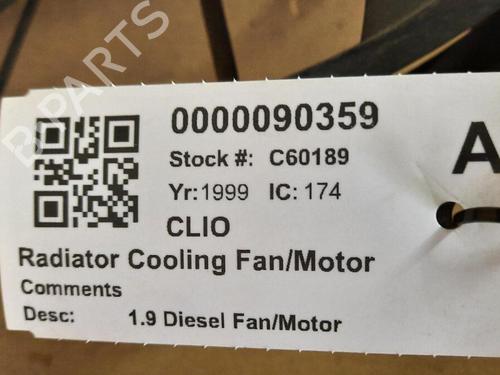 0000090359
Stock #: C60189
Yr: 1999 IC: 174
CLIO
Radiator Cooling Fan/Motor
Comments
Desc: 1.9 Diesel Fan/Motor
A
B-PARTS